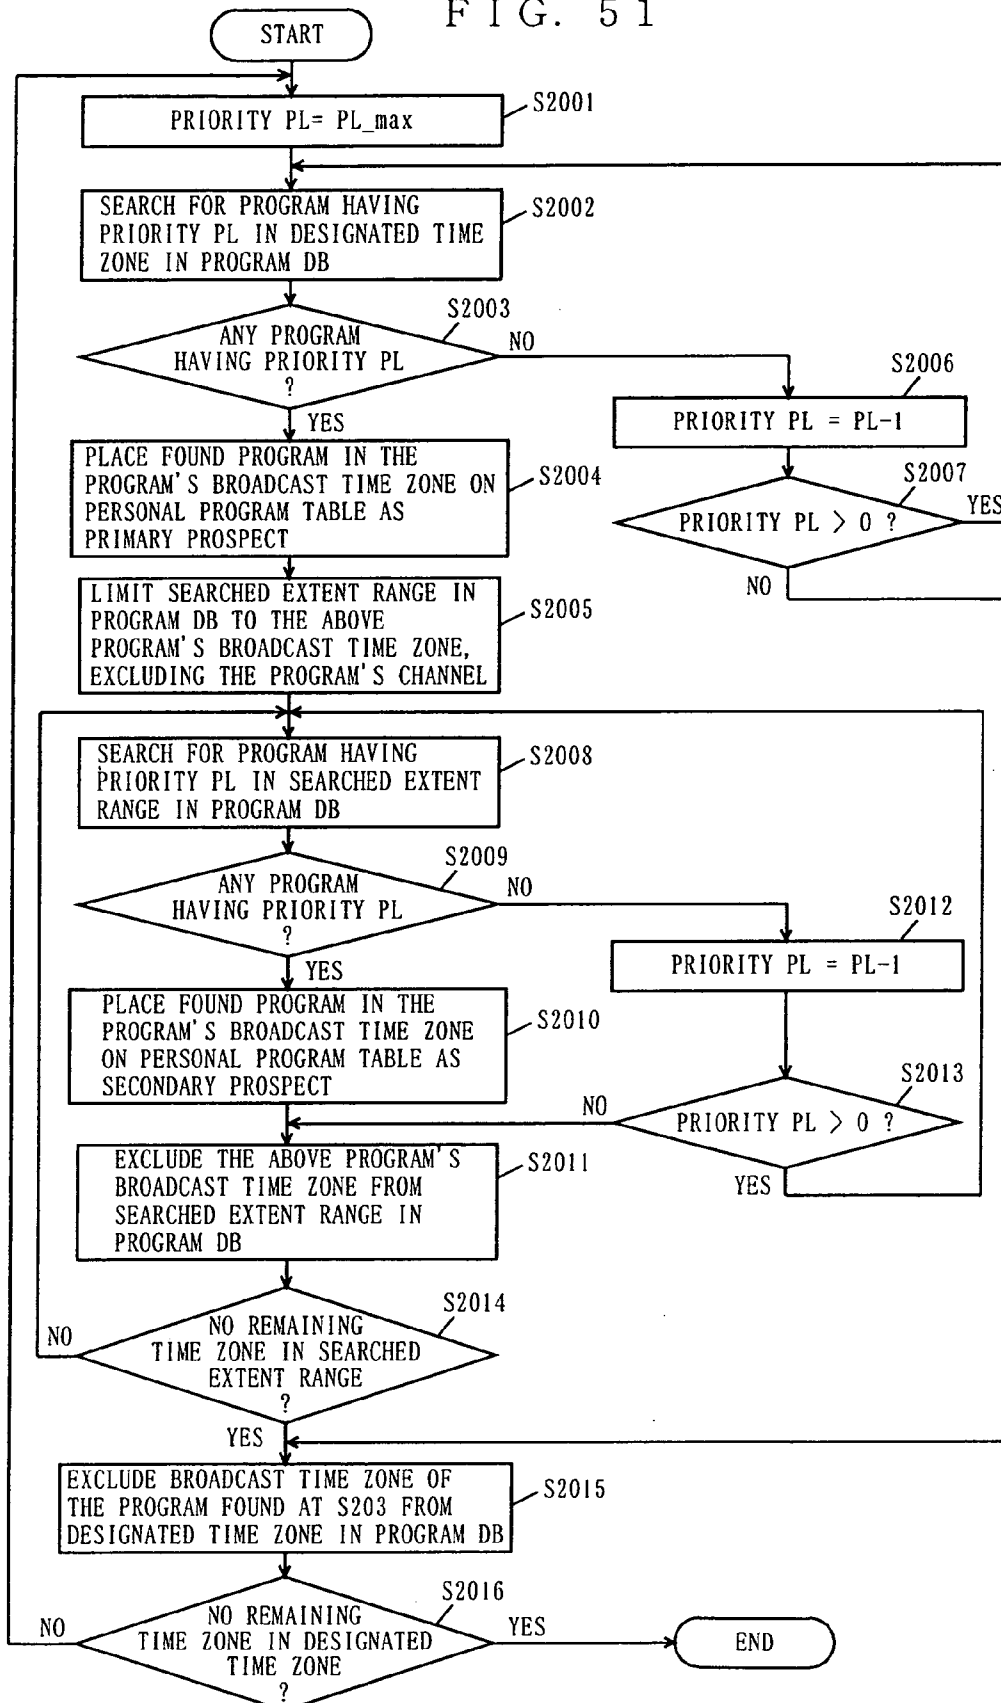 FIG. 51
START
S2001
PRIORITY PL= PL_max
SEARCH FOR PROGRAM HAVING
PRIORITY PL IN DESIGNATED TIME
ZONE IN PROGRAM DB
S2002
S2003
ANY PROGRAM
HAVING PRIORITY PL
?
NO
YES
S2006
PRIORITY PL = PL-1
S2007
PRIORITY PL > 0 ?
YES
NO
PLACE FOUND PROGRAM IN THE
PROGRAM'S BROADCAST TIME ZONE ON
PERSONAL PROGRAM TABLE AS
PRIMARY PROSPECT
S2004
LIMIT SEARCHED EXTENT RANGE IN
PROGRAM DB TO THE ABOVE
PROGRAM'S BROADCAST TIME ZONE,
EXCLUDING THE PROGRAM'S CHANNEL
S2005
SEARCH FOR PROGRAM HAVING
PRIORITY PL IN SEARCHED EXTENT
RANGE IN PROGRAM DB
S2008
S2009
ANY PROGRAM
HAVING PRIORITY PL
?
NO
YES
S2012
PRIORITY PL = PL-1
S2013
PRIORITY PL > 0 ?
NO
YES
PLACE FOUND PROGRAM IN THE
PROGRAM'S BROADCAST TIME ZONE
ON PERSONAL PROGRAM TABLE AS
SECONDARY PROSPECT
S2010
EXCLUDE THE ABOVE PROGRAM'S
BROADCAST TIME ZONE FROM
SEARCHED EXTENT RANGE IN
PROGRAM DB
S2011
S2014
NO REMAINING
TIME ZONE IN SEARCHED
EXTENT RANGE
?
NO
YES
EXCLUDE BROADCAST TIME ZONE OF
THE PROGRAM FOUND AT S203 FROM
DESIGNATED TIME ZONE IN PROGRAM DB
S2015
S2016
NO REMAINING
TIME ZONE IN DESIGNATED
TIME ZONE
?
NO
YES
END